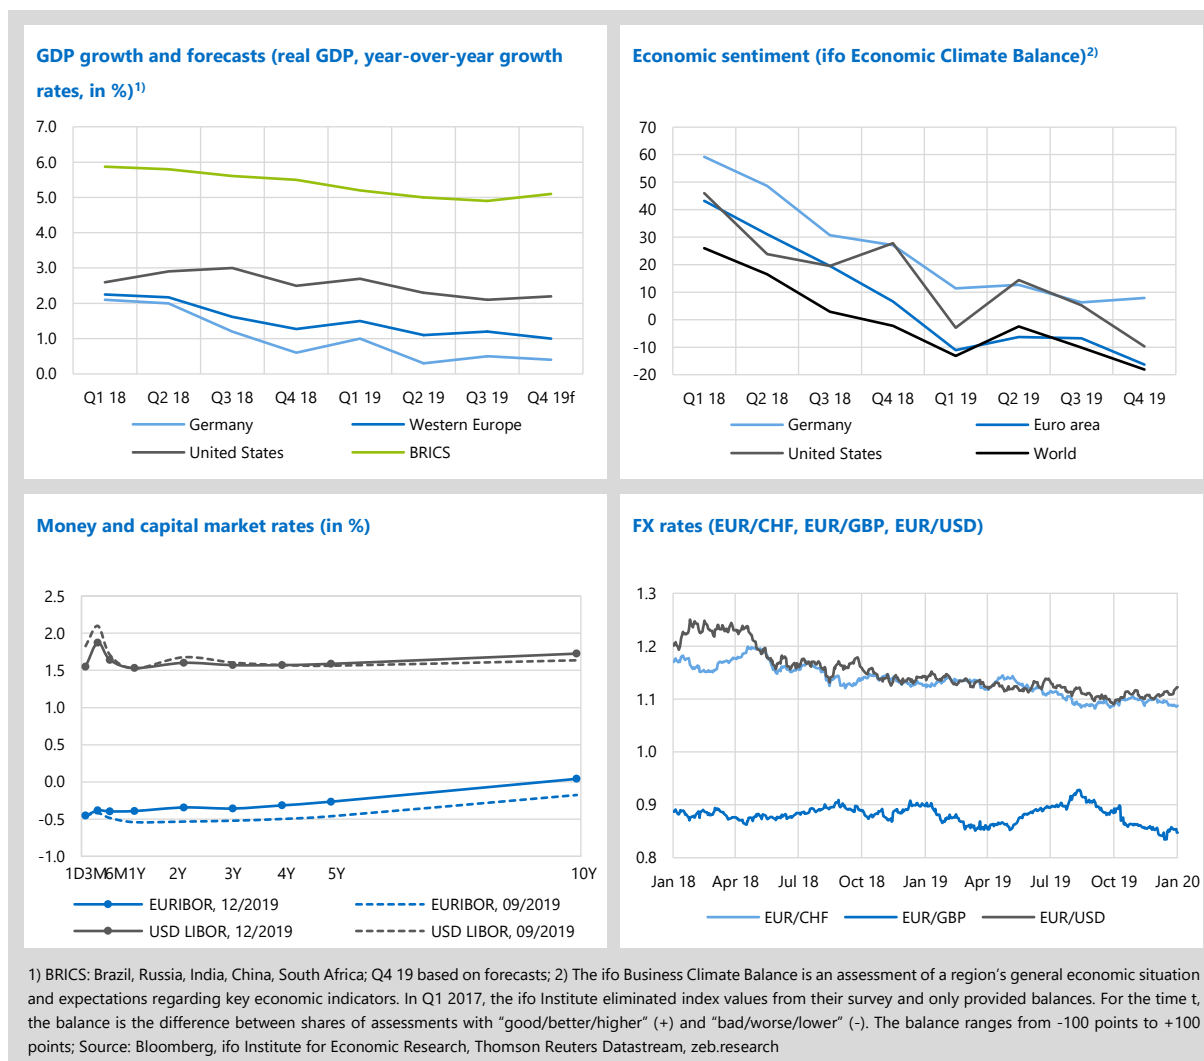 GDP growth and forecasts (real GDP, year-over-year growth
rates, in %)1)
7.0
6.0
5.0
4.0
3.0
2.0
1.0
0.0
Q1 18 Q2 18 Q3 18 Q4 18 Q1 19 Q2 19 Q3 19 Q4 19f
Germany Western Europe
United States BRICS
Economic sentiment (ifo Economic Climate Balance)2)
70
60
50
40
30
20
10
0
-10
-20
Q1 18 Q2 18 Q3 18 Q4 18 Q1 19 Q2 19 Q3 19 Q4 19
Germany Euro area
United States World
Money and capital market rates (in %)
2.5
2.0
1.5
1.0
0.5
0.0
-0.5
-1.0
1D3M6M1Y 2Y 3Y 4Y 5Y 10Y
EURIBOR, 12/2019 EURIBOR, 09/2019
USD LIBOR, 12/2019 USD LIBOR, 09/2019
FX rates (EUR/CHF, EUR/GBP, EUR/USD)
1.3
1.2
1.1
1.0
0.9
0.8
Jan 18 Apr 18 Jul 18 Oct 18 Jan 19 Apr 19 Jul 19 Oct 19 Jan 20
EUR/CHF EUR/GBP EUR/USD
1) BRICS: Brazil, Russia, India, China, South Africa; Q4 19 based on forecasts; 2) The ifo Business Climate Balance is an assessment of a region's general economic situation
and expectations regarding key economic indicators. In Q1 2017, the ifo Institute eliminated index values from their survey and only provided balances. For the time t,
the balance is the difference between shares of assessments with "good/better/higher" (+) and "bad/worse/lower" (-). The balance ranges from -100 points to +100
points; Source: Bloomberg, ifo Institute for Economic Research, Thomson Reuters Datastream, zeb.research